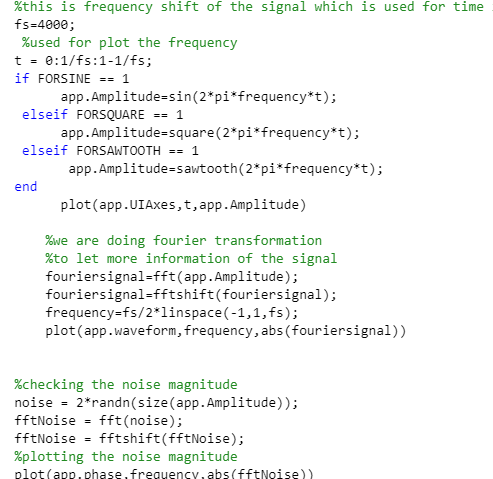 %this is frequency shift of the signal which is used for time
fs=4000;
%used for plot the frequency
t = 0:1/fs:1-1/fs;
if FORSINE == 1
app.Amplitude=sin(2*pi*frequency*t);
elseif FORSQUARE == 1
app.Amplitude=square(2*pi*frequency*t);
elseif FORSAWTOOTH == 1
app.Amplitude=sawtooth(2*pi*frequency*t);
end
plot(app.UIAxes,t,app.Amplitude)
%we are doing fourier transformation
%to let more information of the signal
fouriersignal=fft(app.Amplitude);
fouriersignal=fftshift(fouriersignal);
frequency=fs/2*linspace(-1,1,fs);
plot(app.waveform,frequency,abs(fouriersignal))
%checking the noise magnitude
noise = 2*randn(size(app.Amplitude));
fftNoise = fft(noise);
fftNoise = fftshift(fftNoise);
%plotting the noise magnitude
plot(app.phase,frequency,abs(fftNoise))